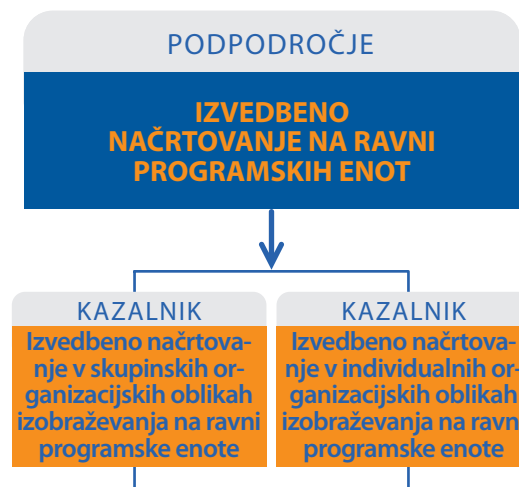 PODPODROČJE
IZVEDBENO
NAČRTOVANJE NA RAVNI
PROGRAMSKIH ENOT
KAZALNIK
Izvedbeno načrtova-
nje v skupinskih or-
ganizacijskih oblikah
izobraževanja na ravni
programske enote
KAZALNIK
Izvedbeno načrtova-
nje v individualnih or-
ganizacijskih oblikah
izobraževanja na ravni
programske enote